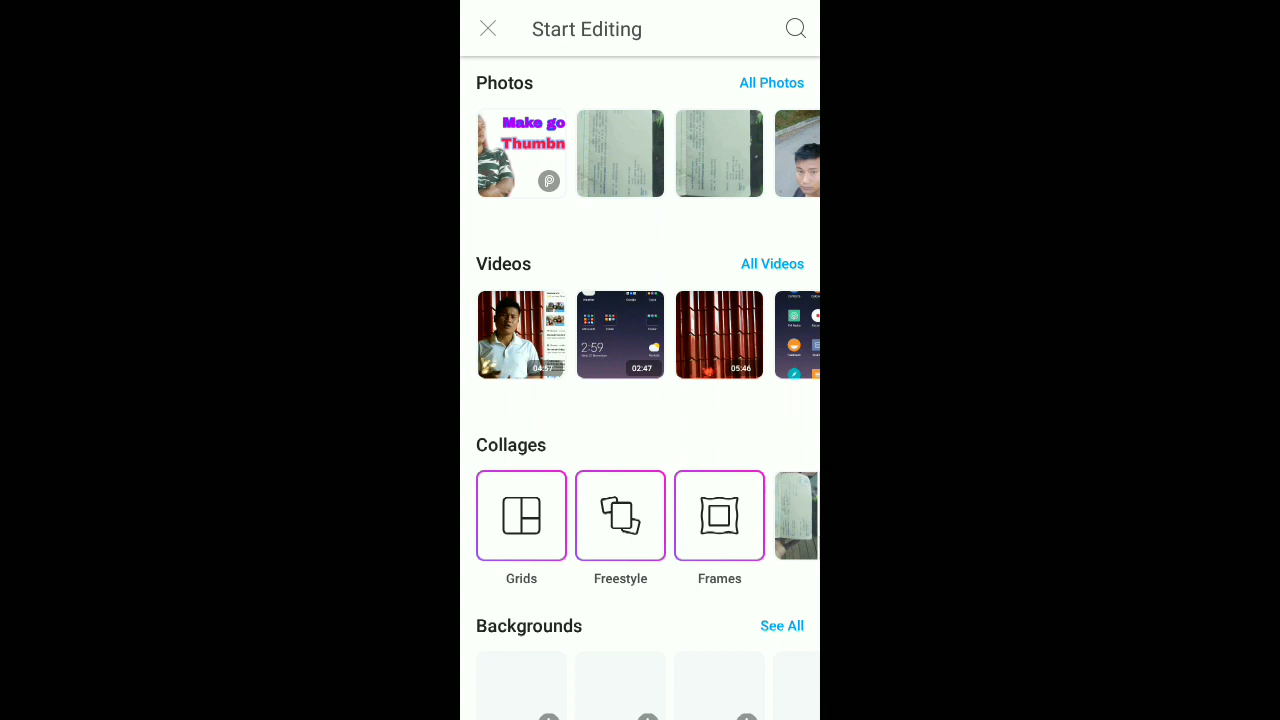 Start Editing
Photos
All Photos
Make go
Thumbn
Videos
All Videos
2:59
04:57
02:47
05:46
Collages
Grids
Freestyle
Frames
Backgrounds
See All